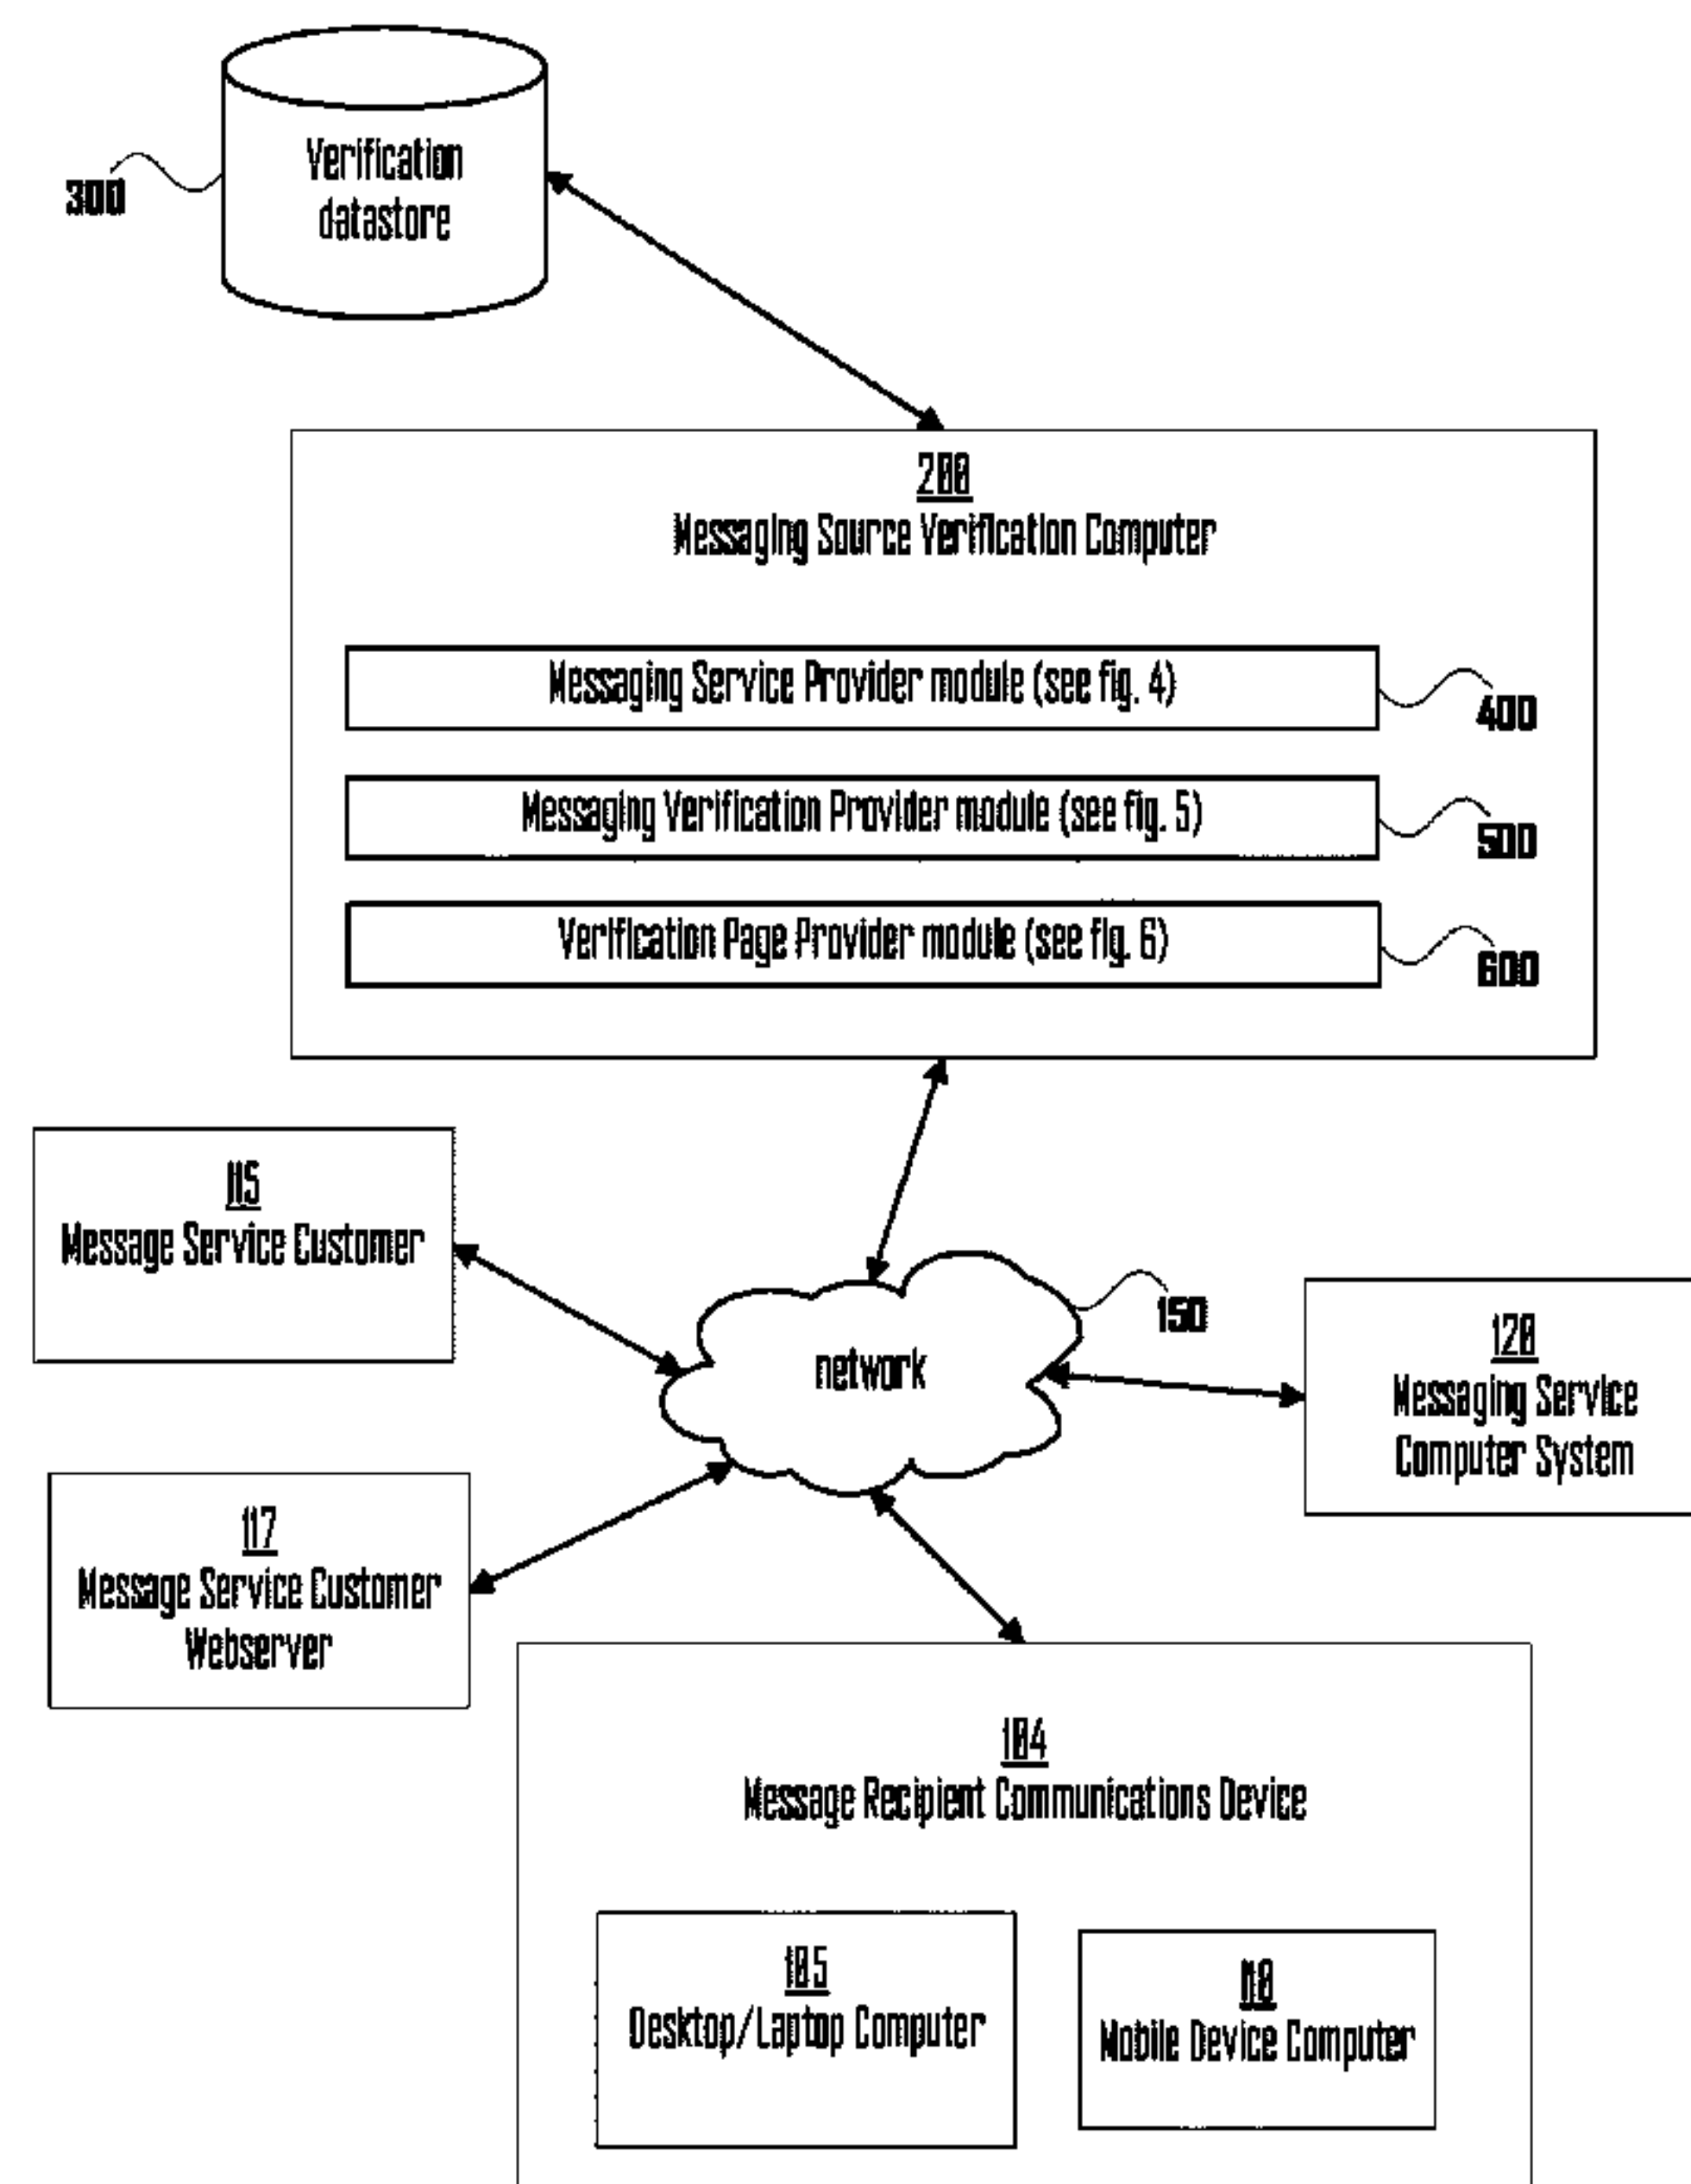 Verification
datastore
300
200
Messaging Source Verification Computer
Messaging Service Provider module (see fig. 4)
400
Messaging Verification Provider module (see fig. 5)
500
Verification Page Provider module (see fig. 6)
600
115
Message Service Customer
150
network
120
Messaging Service
Computer System
117
Message Service Customer
Webserver
104
Message Recipient Communications Device
105
Desktop/Laptop Computer
110
Mobile Device Computer